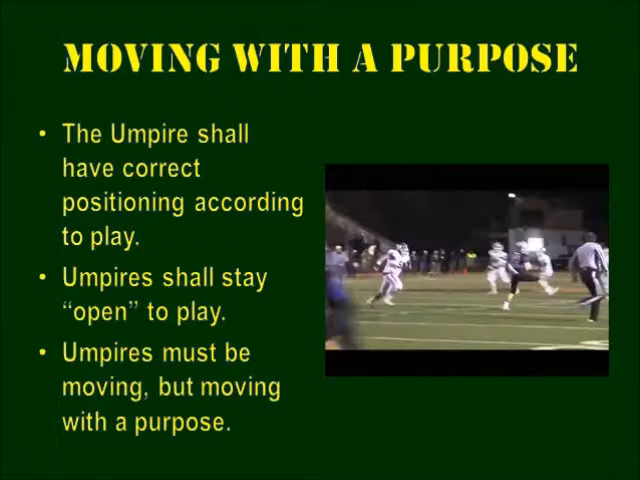 MOVING WITH A PURPOSE
• The Umpire shall
have correct
positioning according
to play.
• Umpires shall stay
“open” to play.
• Umpires must be
moving, but moving
with a purpose.